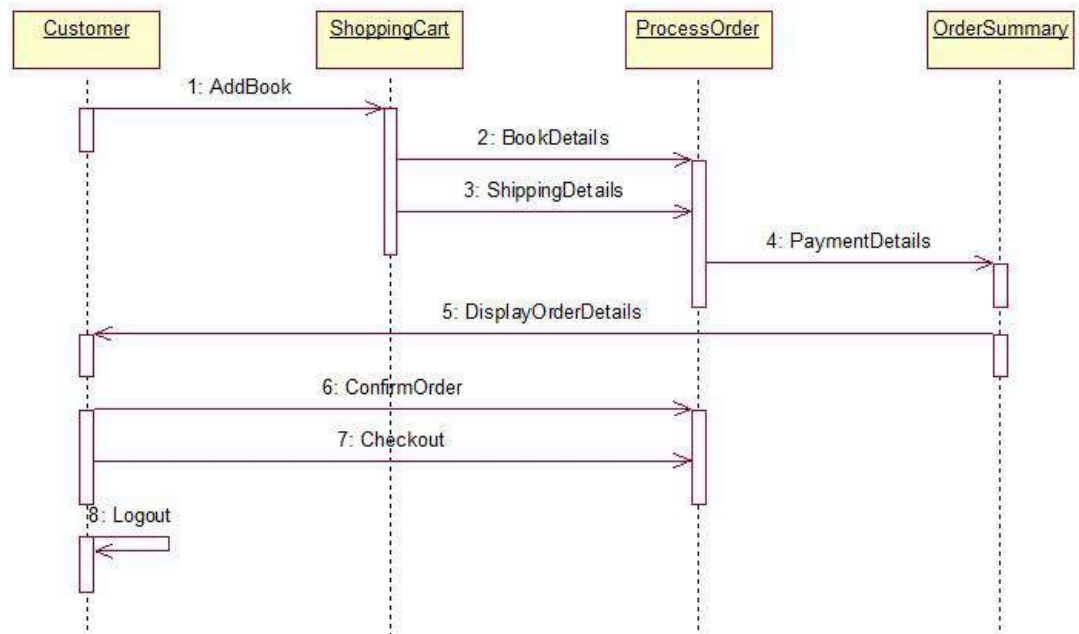 Customer
ShoppingCart
ProcessOrder
OrderSummary
1: AddBook
2: BookDetails
3: ShippingDetails
4: PaymentDetails
5: DisplayOrderDetails
6: ConfirmOrder
7: Checkout
8: Logout